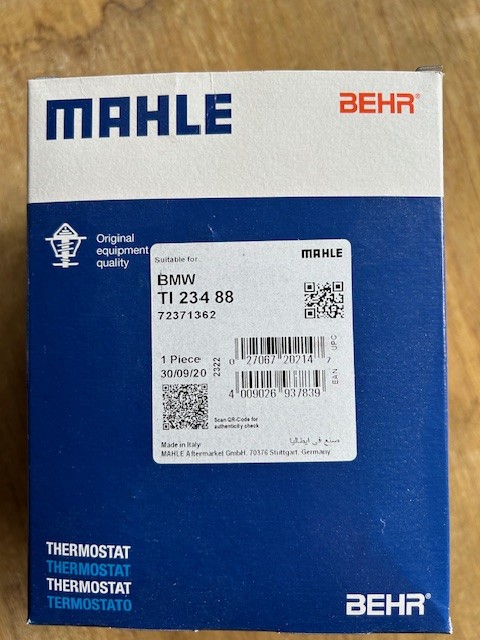 MAHLE
BEHR®
Original
equipment
quality
Suitable for
MAHLE
BMW
TI 234 88
72371362
1 Piece
30/09/20
2322
0 27067 20214 7
UPC
4 009026 937839
EAN
Scan QR-Code for
authenticity check
Made in Italy
صنع في ايطاليا
MAHLE Aftermarket GmbH, 70376 Stuttgart, Germany
THERMOSTAT
THERMOSTAT
THERMOSTAT
TERMOSTATO
BEHR®